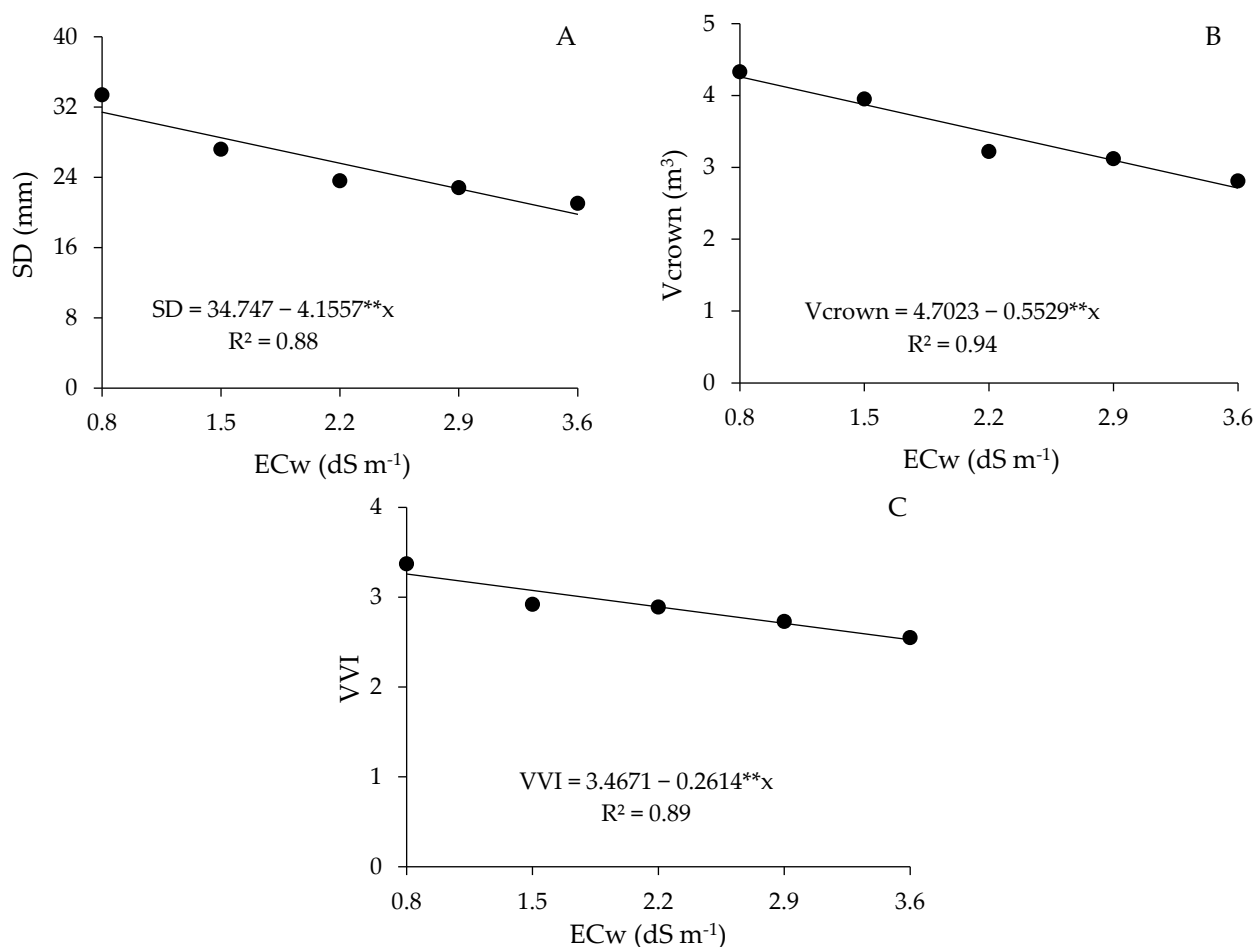 A
40
32
24
16
8
0
SD (mm)
SD = 34.747 − 4.1557**x
R² = 0.88
0.8 1.5 2.2 2.9 3.6
ECw (dS m⁻¹)
B
5
4
3
2
1
0
Vcrown (m³)
Vcrown = 4.7023 − 0.5529**x
R² = 0.94
0.8 1.5 2.2 2.9 3.6
ECw (dS m⁻¹)
C
4
3
2
1
0
VVI
VVI = 3.4671 − 0.2614**x
R² = 0.89
0.8 1.5 2.2 2.9 3.6
ECw (dS m⁻¹)